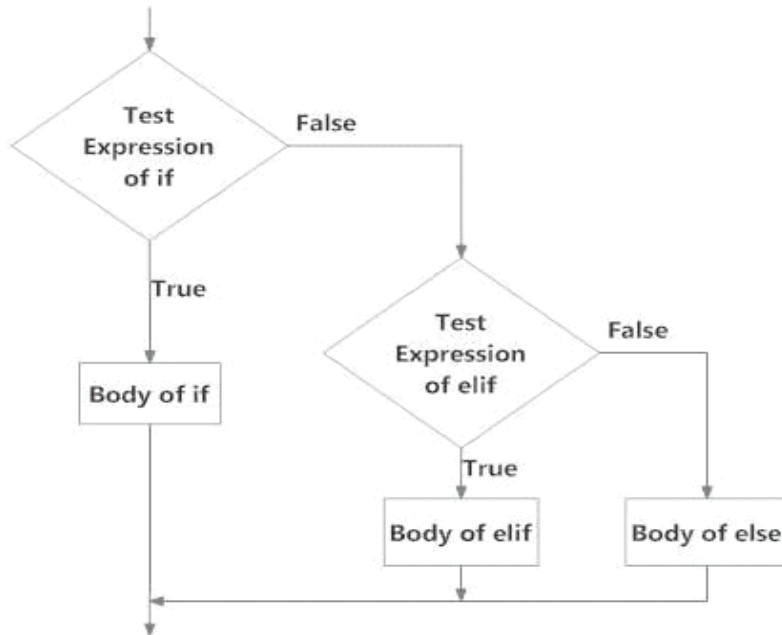 Test
Expression
of if
False
True
Body of if
Test
Expression
of elif
False
True
Body of elif
Body of else